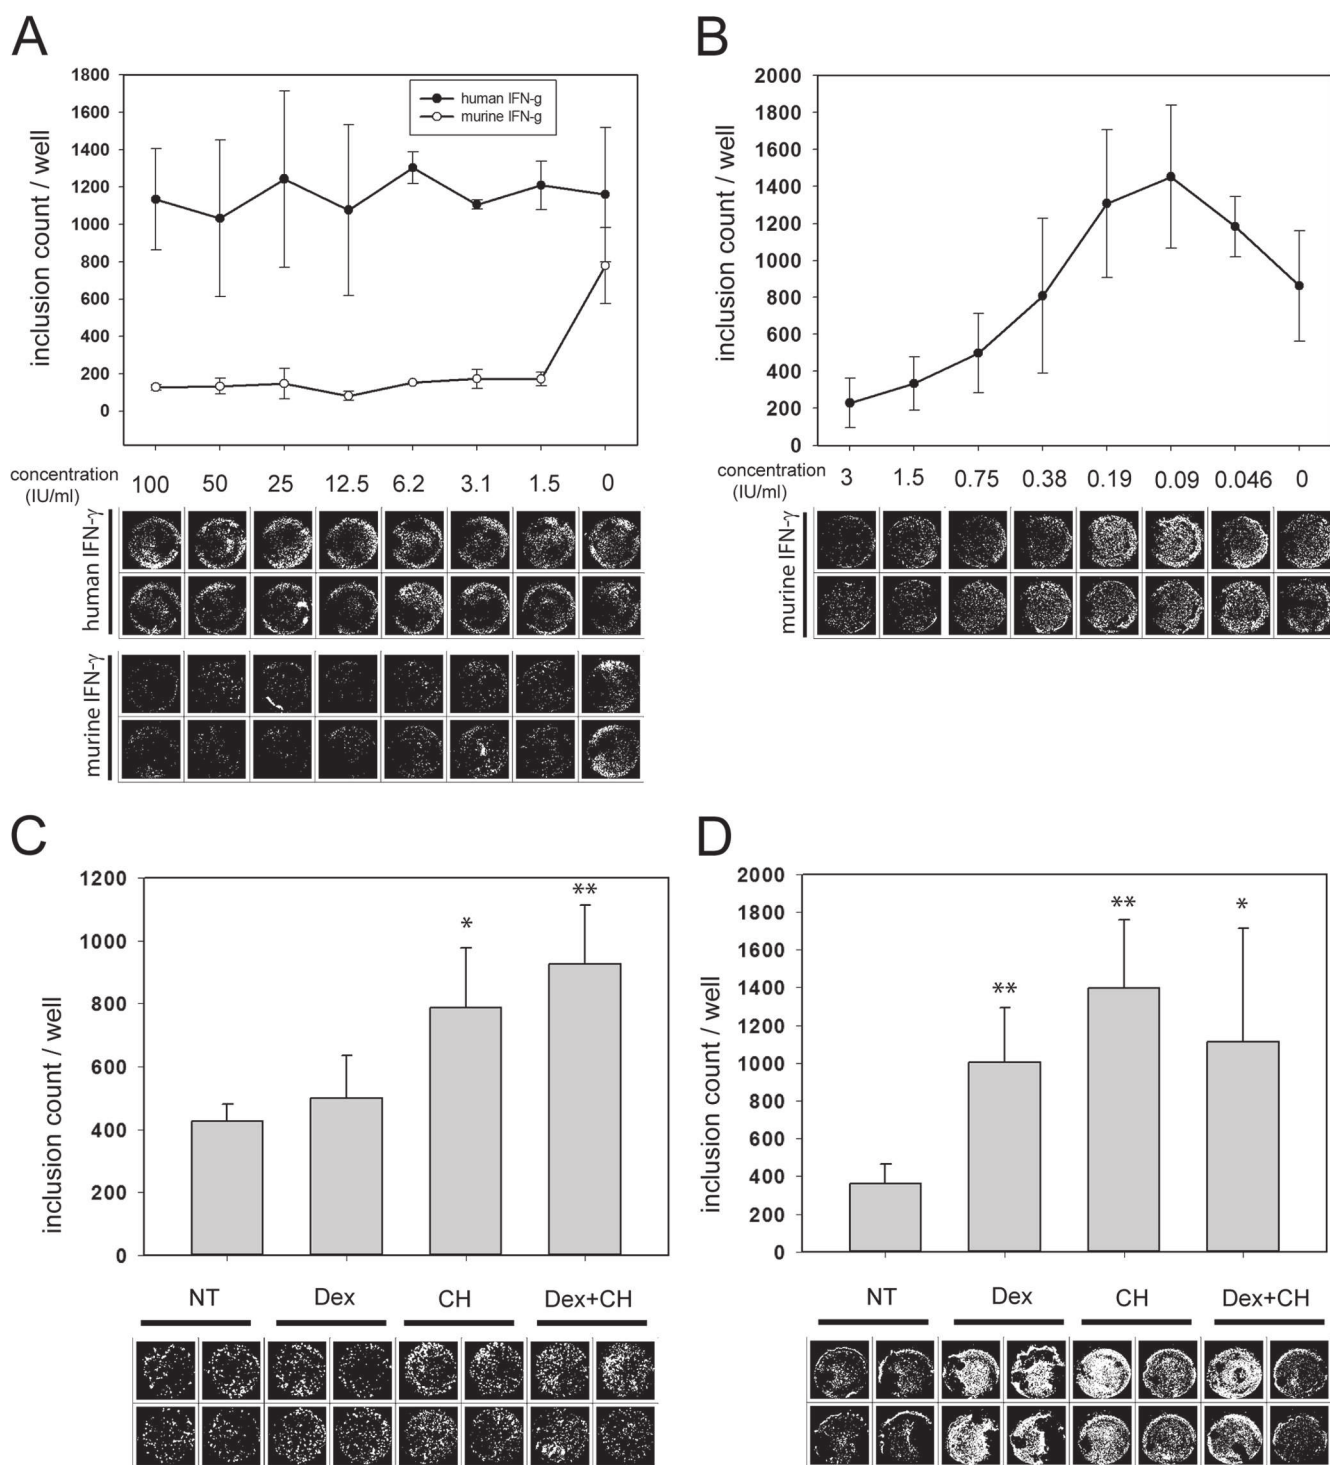 A
1800
1600
1400
1200
1000
800
600
400
200
0
inclusion count / well
human IFN-g
murine IFN-g
concentration
(IU/ml)
100 50 25 12.5 6.2 3.1 1.5 0
human IFN-γ
murine IFN-γ
B
2000
1800
1600
1400
1200
1000
800
600
400
200
0
inclusion count / well
concentration
(IU/ml)
3 1.5 0.75 0.38 0.19 0.09 0.046 0
murine IFN-γ
C
1200
1000
800
600
400
200
0
inclusion count / well
*
**
NT Dex CH Dex+CH
D
2000
1800
1600
1400
1200
1000
800
600
400
200
0
inclusion count / well
**
**
*
NT Dex CH Dex+CH